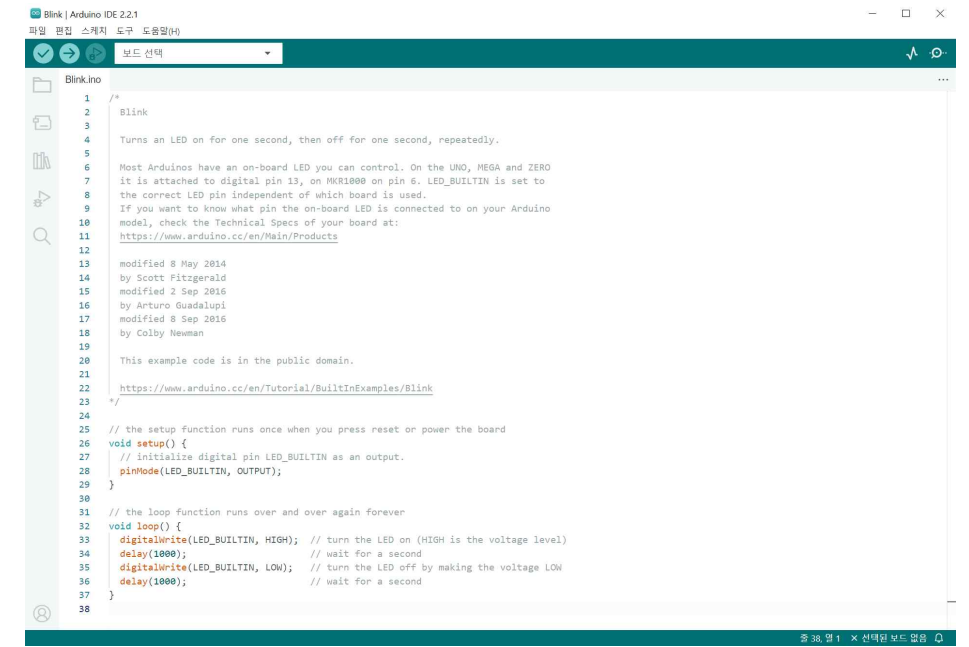 Blink | Arduino IDE 2.2.1
파일 편집 스케치 도구 도움말(H)
보드 선택
Blink.ino
1 /*
2 Blink
3
4 Turns an LED on for one second, then off for one second, repeatedly.
5
6 Most Arduinos have an on-board LED you can control. On the UNO, MEGA and ZERO
7 it is attached to digital pin 13, on MKR1000 on pin 6. LED_BUILTIN is set to
8 the correct LED pin independent of which board is used.
9 If you want to know what pin the on-board LED is connected to on your Arduino
10 model, check the Technical Specs of your board at:
11 https://www.arduino.cc/en/Main/Products
12
13 modified 8 May 2014
14 by Scott Fitzgerald
15 modified 2 Sep 2016
16 by Arturo Guadalupi
17 modified 8 Sep 2016
18 by Colby Newman
19
20 This example code is in the public domain.
21
22 https://www.arduino.cc/en/Tutorial/BuiltInExamples/Blink
23 */
24
25 // the setup function runs once when you press reset or power the board
26 void setup() {
27 // initialize digital pin LED_BUILTIN as an output.
28 pinMode(LED_BUILTIN, OUTPUT);
29 }
30
31 // the loop function runs over and over again forever
32 void loop() {
33 digitalWrite(LED_BUILTIN, HIGH); // turn the LED on (HIGH is the voltage level)
34 delay(1000); // wait for a second
35 digitalWrite(LED_BUILTIN, LOW); // turn the LED off by making the voltage LOW
36 delay(1000); // wait for a second
37 }
38
줄 38, 열 1 × 선택된 보드 없음